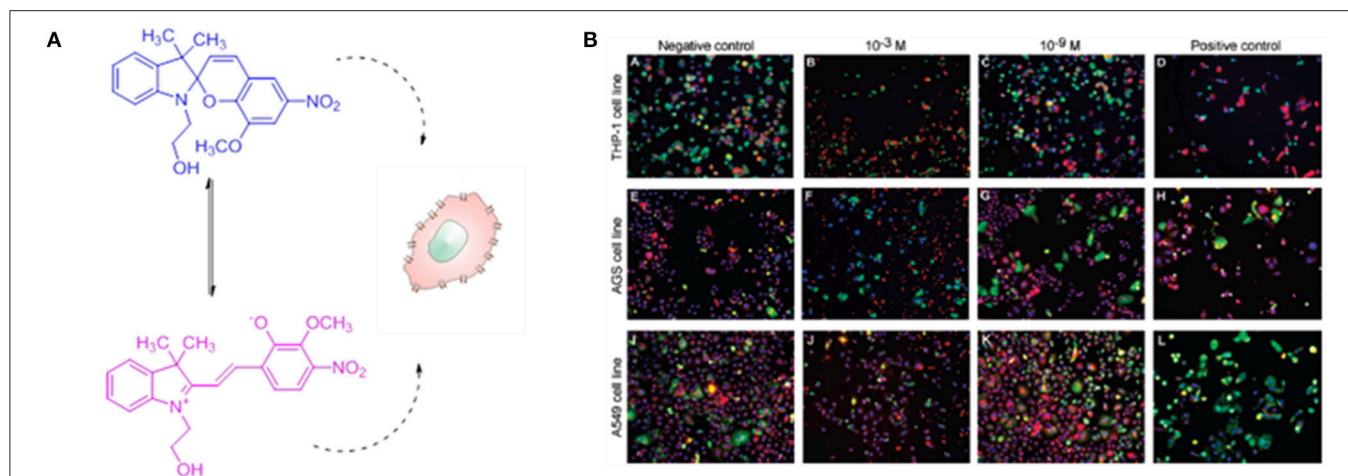 A
H₃C
CH₃
N
O
NO₂
H₃CO
OH
H₃C
CH₃
O⁻
OCH₃
NO₂
N⁺
OH
B
Negative control 10⁻³ M 10⁻⁹ M Positive control
THP-1 cell line
A B C D
AGS cell line
E F G H
A549 cell line
I J K L